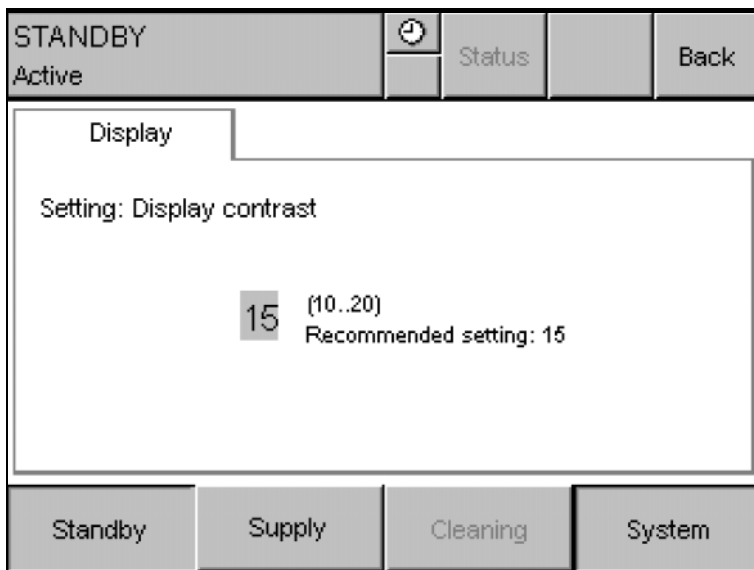 STANDBY
Active
Status
Back
Display
Setting: Display contrast
15
(10..20)
Recommended setting: 15
Standby
Supply
Cleaning
System